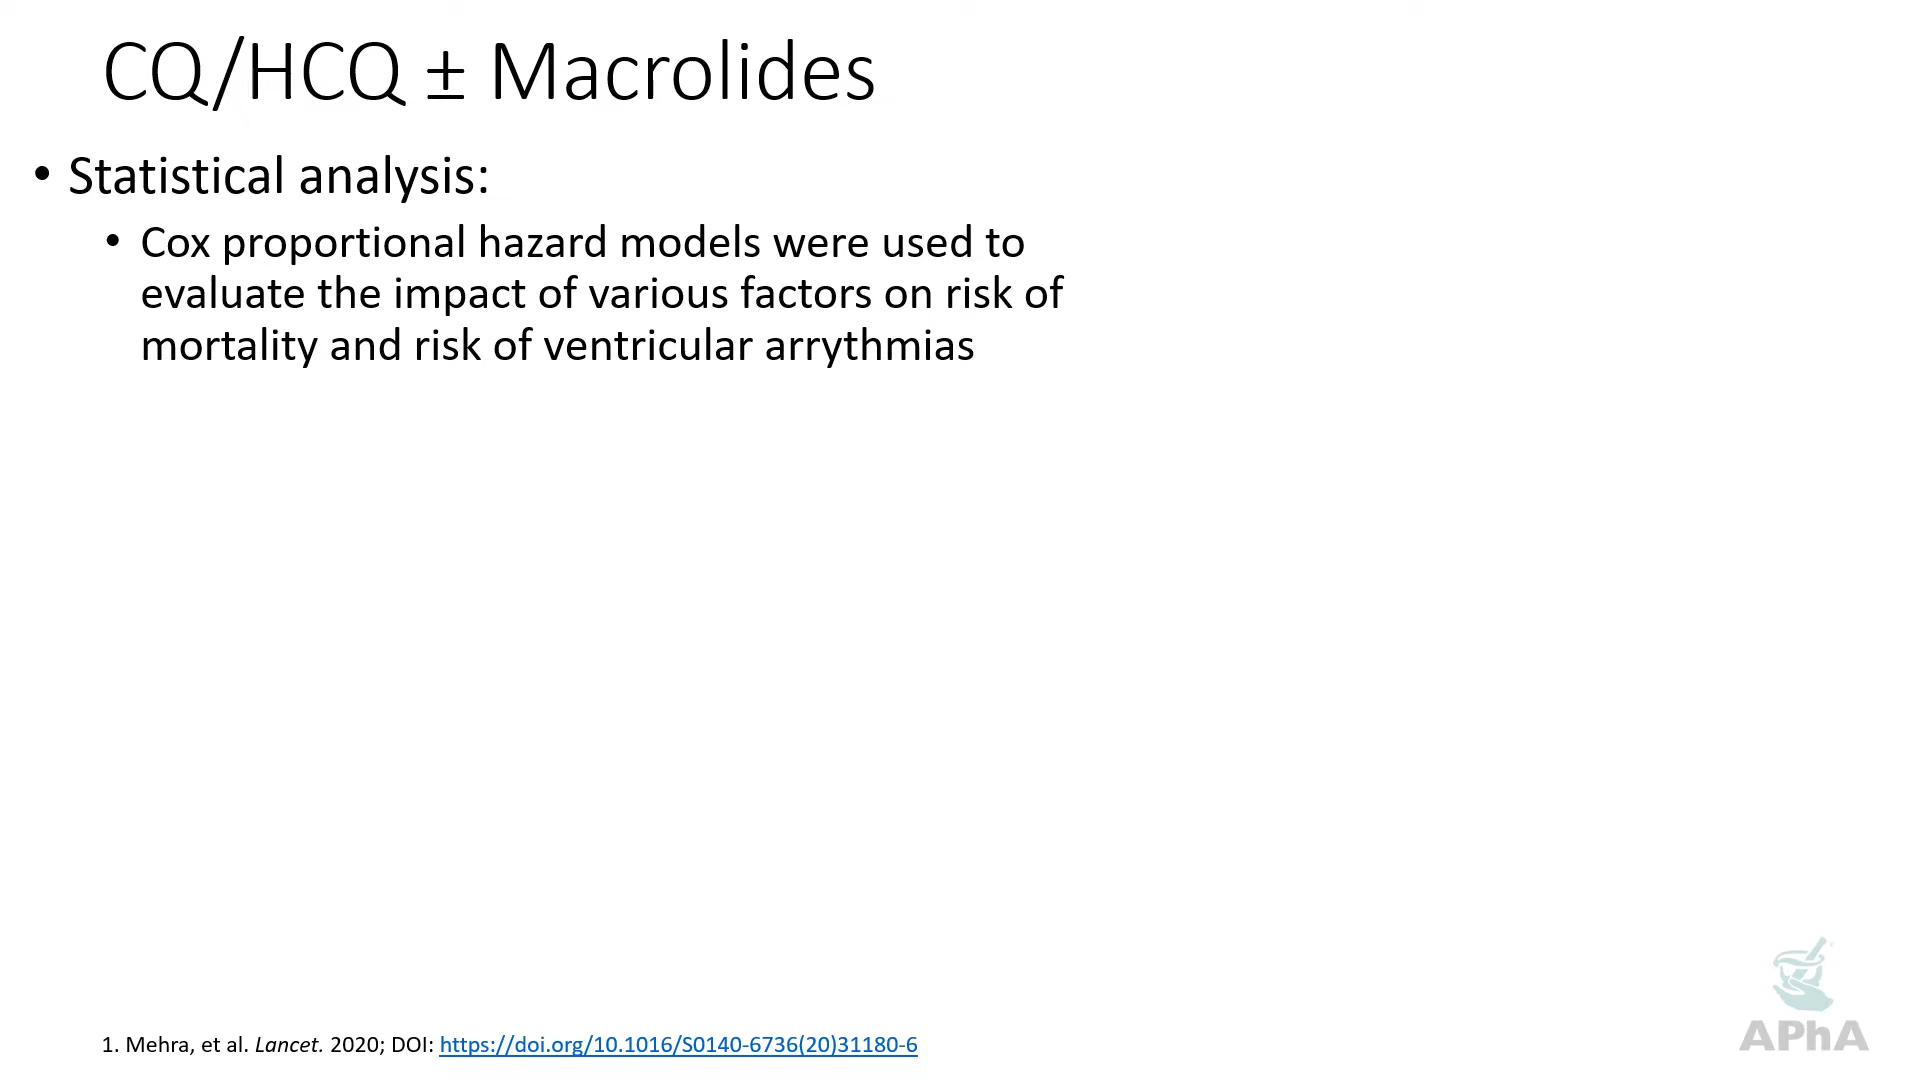 CQ/HCQ ± Macrolides
• Statistical analysis:
• Cox proportional hazard models were used to
evaluate the impact of various factors on risk of
mortality and risk of ventricular arrythmias
1. Mehra, et al. Lancet. 2020; DOI: https://doi.org/10.1016/S0140-6736(20)31180-6
APhA